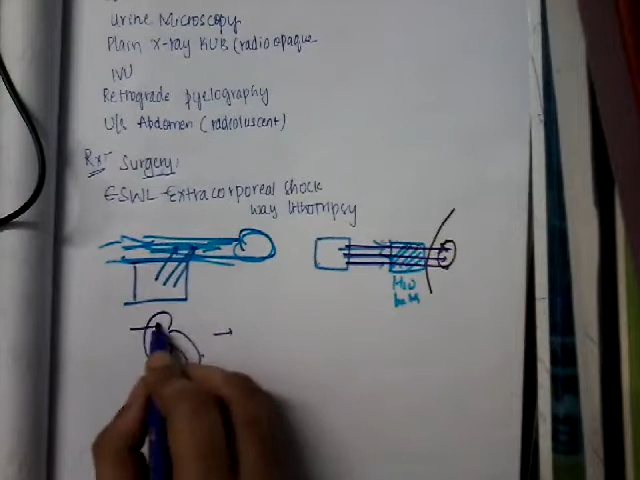 Urine Microscopy
Plain X-ray KUB (radio opaque
IVU
Retrograde pyelography
U/s Abdomen (radiolucent)
Rx- Surgery:
ESWL - Extracorporeal shock
way lithotripsy
H₂O